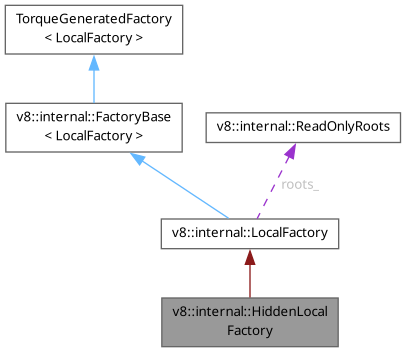 TorqueGeneratedFactory
< LocalFactory >
v8::internal::FactoryBase
< LocalFactory >
v8::internal::ReadOnlyRoots
roots_
v8::internal::LocalFactory
v8::internal::HiddenLocal
Factory